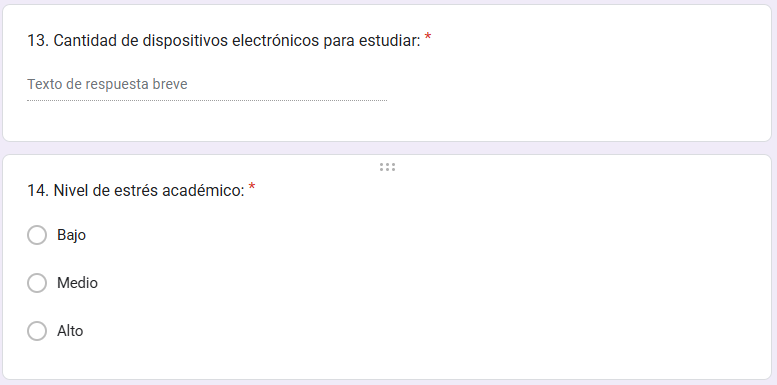 13. Cantidad de dispositivos electrónicos para estudiar: *
Texto de respuesta breve
14. Nivel de estrés académico: *
Bajo
Medio
Alto